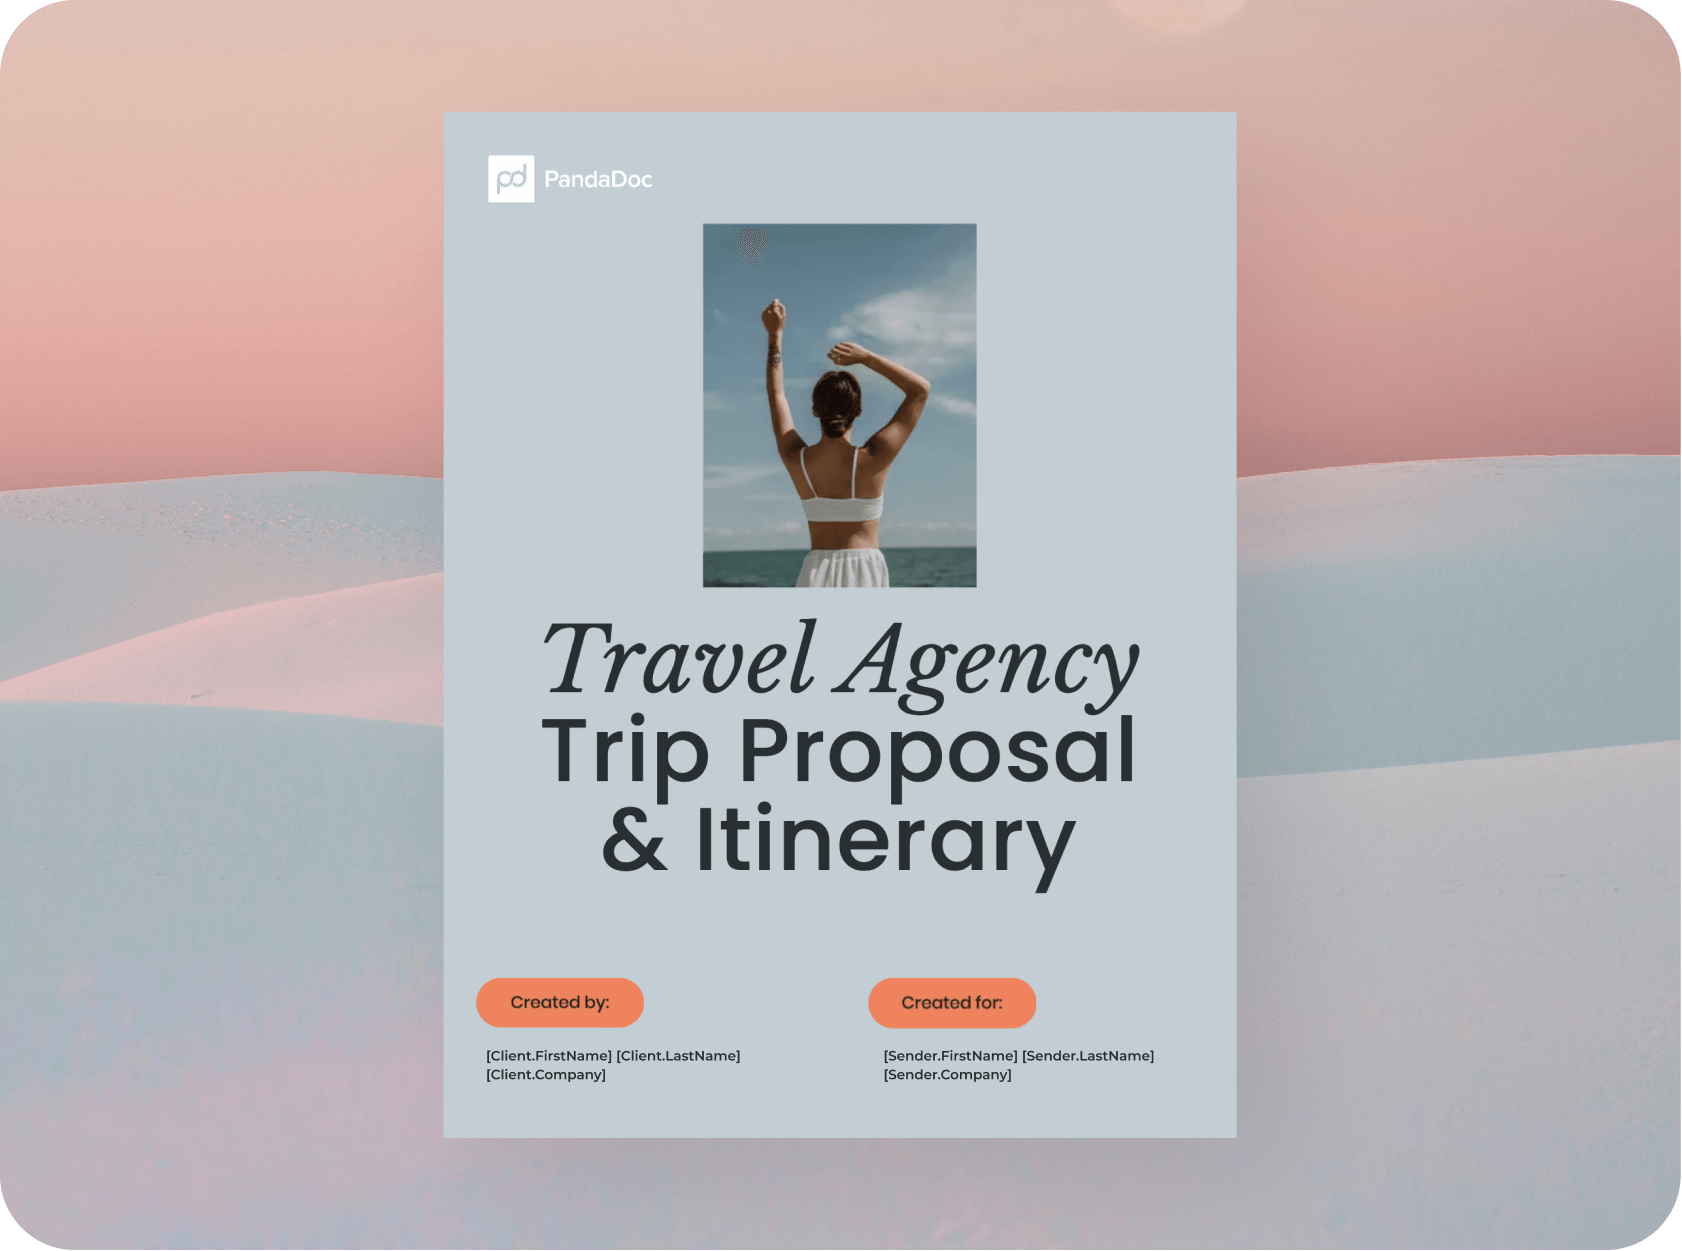 PandaDoc
Travel Agency
Trip Proposal
& Itinerary
Created by:
Created for:
[Client.FirstName] [Client.LastName]
[Client.Company]
[Sender.FirstName] [Sender.LastName]
[Sender.Company]